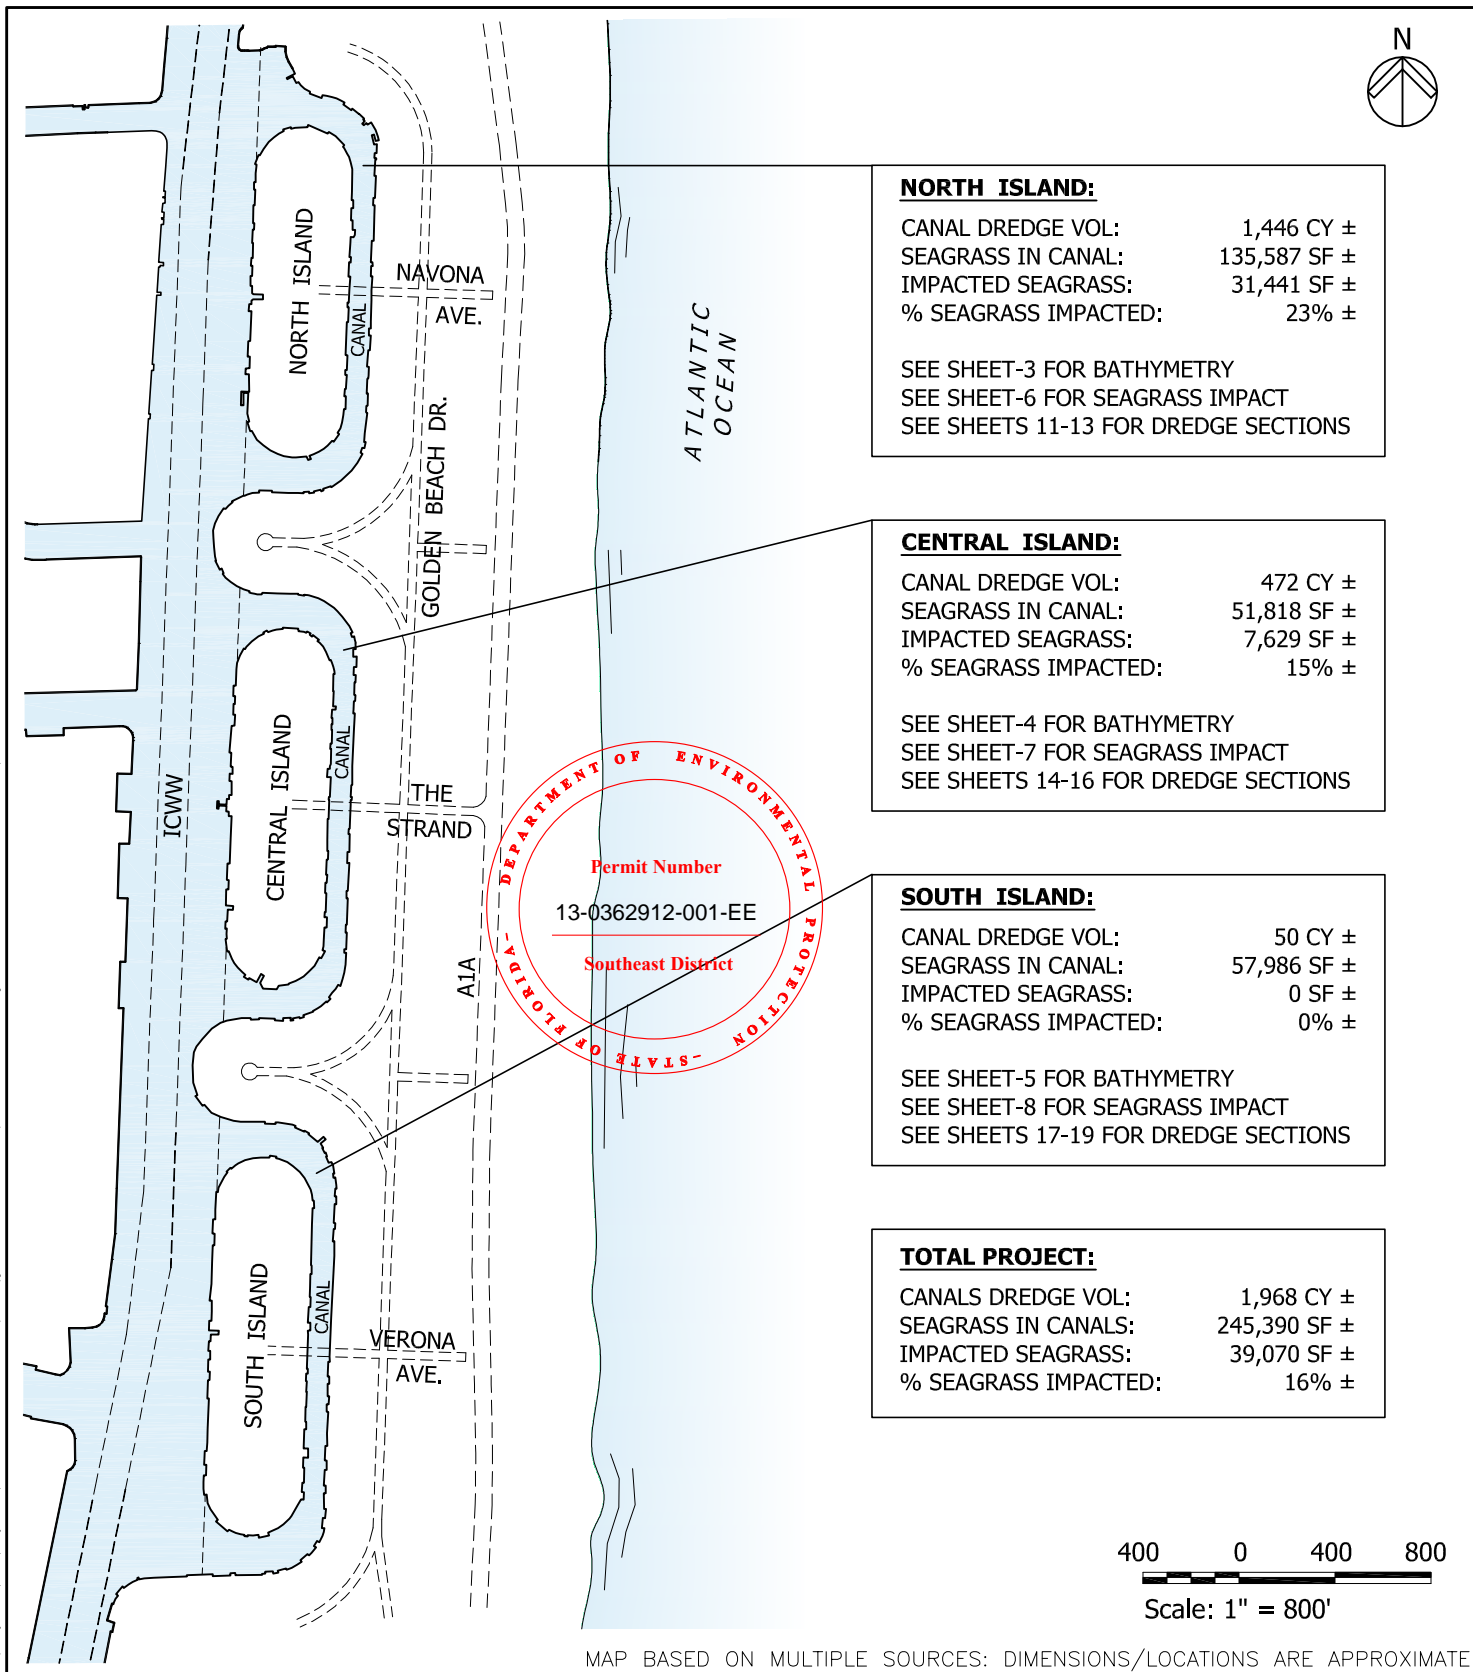 N
NORTH ISLAND:
CANAL DREDGE VOL: 1,446 CY ±
SEAGRASS IN CANAL: 135,587 SF ±
IMPACTED SEAGRASS: 31,441 SF ±
% SEAGRASS IMPACTED: 23% ±
SEE SHEET-3 FOR BATHYMETRY
SEE SHEET-6 FOR SEAGRASS IMPACT
SEE SHEETS 11-13 FOR DREDGE SECTIONS
NORTH ISLAND
CANAL
NAVONA
AVE.
GOLDEN BEACH DR.
ATLANTIC
OCEAN
CENTRAL ISLAND:
CANAL DREDGE VOL: 472 CY ±
SEAGRASS IN CANAL: 51,818 SF ±
IMPACTED SEAGRASS: 7,629 SF ±
% SEAGRASS IMPACTED: 15% ±
SEE SHEET-4 FOR BATHYMETRY
SEE SHEET-7 FOR SEAGRASS IMPACT
SEE SHEETS 14-16 FOR DREDGE SECTIONS
ICWW
CENTRAL ISLAND
CANAL
THE
STRAND
A1A
DEPARTMENT OF ENVIRONMENTAL PROTECTION
-STATE OF FLORIDA-
Permit Number
13-0362912-001-EE
Southeast District
SOUTH ISLAND:
CANAL DREDGE VOL: 50 CY ±
SEAGRASS IN CANAL: 57,986 SF ±
IMPACTED SEAGRASS: 0 SF ±
% SEAGRASS IMPACTED: 0% ±
SEE SHEET-5 FOR BATHYMETRY
SEE SHEET-8 FOR SEAGRASS IMPACT
SEE SHEETS 17-19 FOR DREDGE SECTIONS
SOUTH ISLAND
CANAL
VERONA
AVE.
TOTAL PROJECT:
CANALS DREDGE VOL: 1,968 CY ±
SEAGRASS IN CANALS: 245,390 SF ±
IMPACTED SEAGRASS: 39,070 SF ±
% SEAGRASS IMPACTED: 16% ±
400 0 400 800
Scale: 1" = 800'
MAP BASED ON MULTIPLE SOURCES: DIMENSIONS/LOCATIONS ARE APPROXIMATE